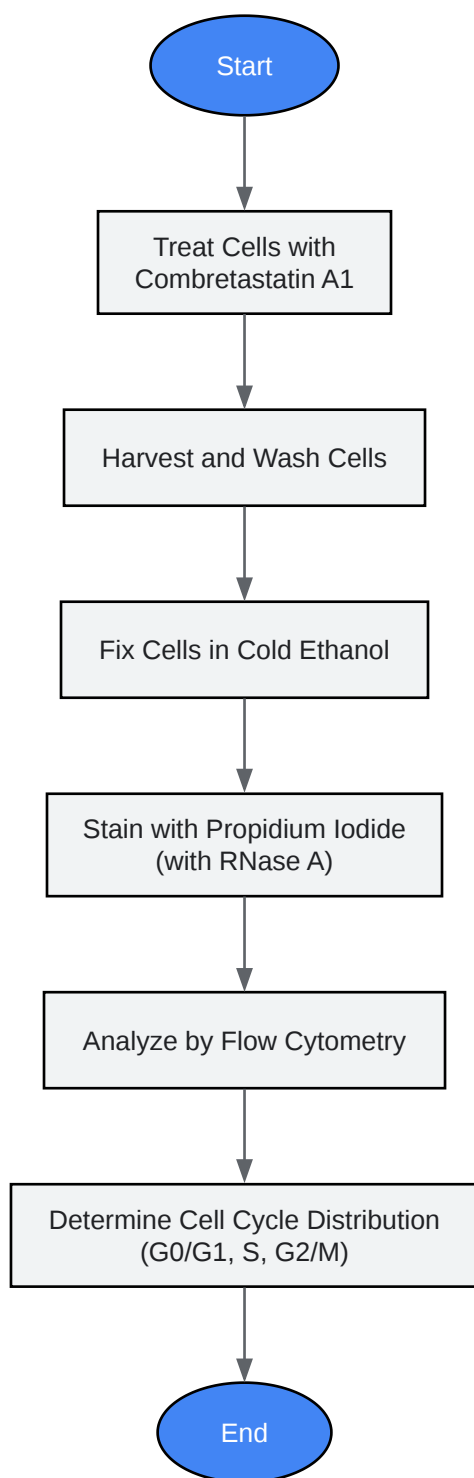 Start
Treat Cells with
Combretastatin A1
Harvest and Wash Cells
Fix Cells in Cold Ethanol
Stain with Propidium Iodide
(with RNase A)
Analyze by Flow Cytometry
Determine Cell Cycle Distribution
(G0/G1, S, G2/M)
End